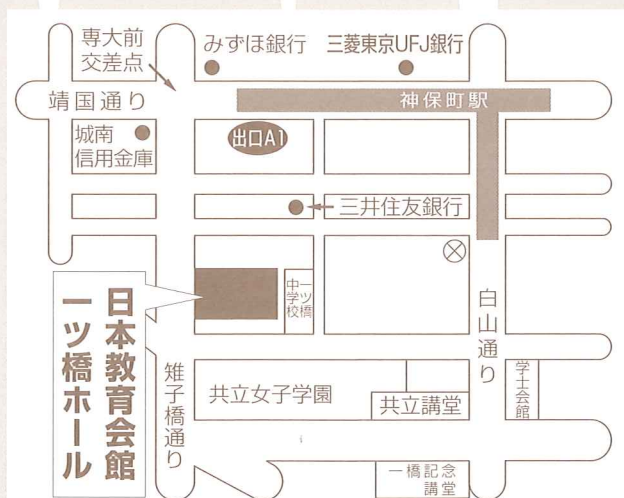 専大前
交差点
みずほ銀行
三菱東京UFJ銀行
靖国通り
神保町駅
城南
信用金庫
出口A1
三井住友銀行
一ツ橋
中学校
白山通り
日本教育会館
一ツ橋ホール
雉子橋通り
共立女子学園
共立講堂
学士会館
一橋記念
講堂